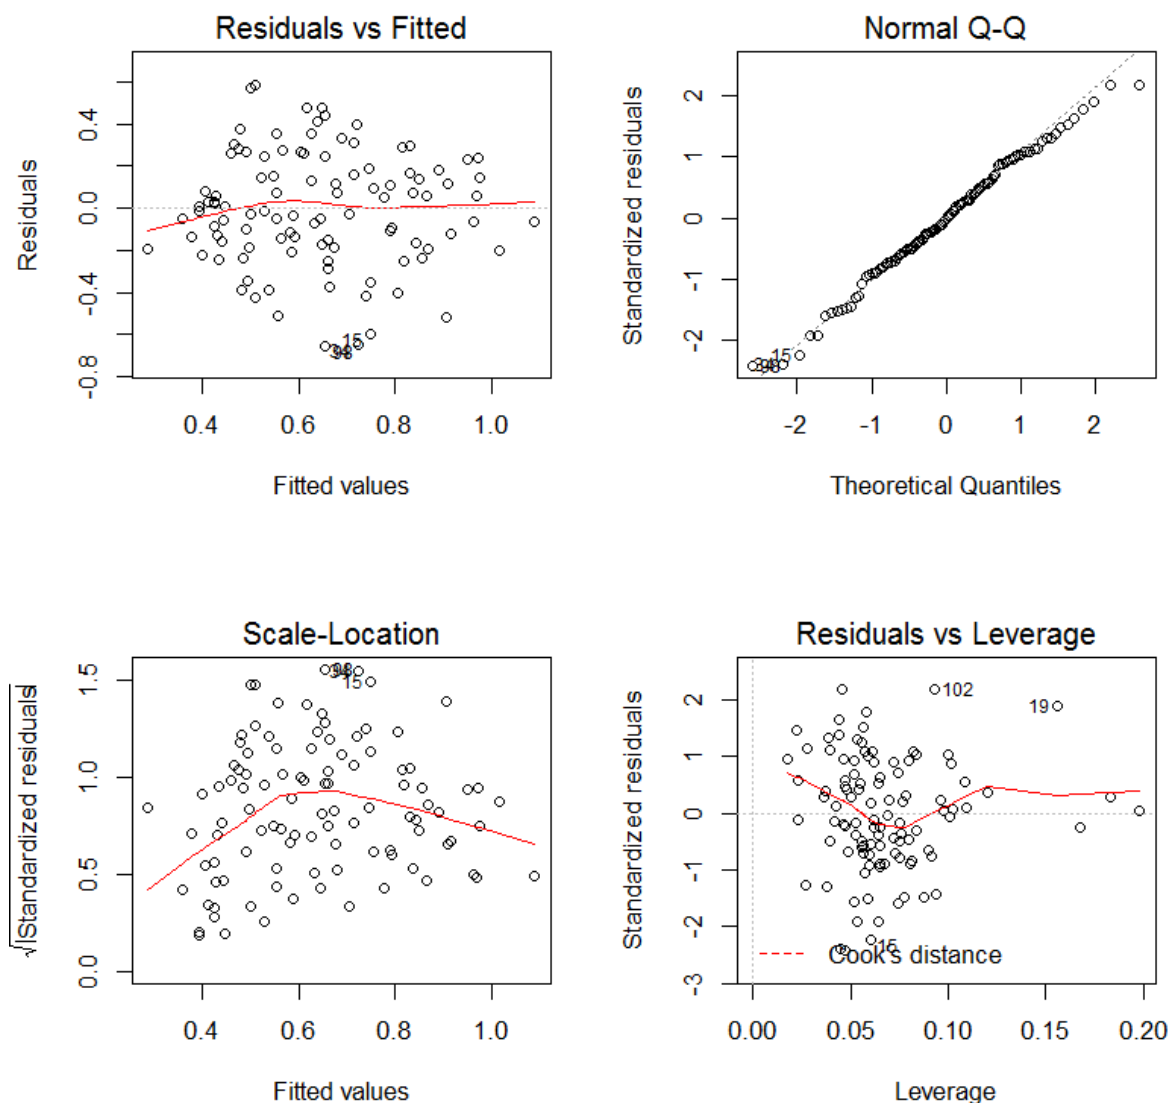 Residuals vs Fitted
Residuals
0.4
0.0
-0.4
-0.8
15
98
0.4 0.6 0.8 1.0
Fitted values
Normal Q-Q
Standardized residuals
2
1
0
-1
-2
15
98
-2 -1 0 1 2
Theoretical Quantiles
Scale-Location
√|Standardized residuals|
1.5
1.0
0.5
0.0
98
15
0.4 0.6 0.8 1.0
Fitted values
Residuals vs Leverage
Standardized residuals
2
1
0
-1
-2
-3
102
19
15
Cook's distance
0.00 0.05 0.10 0.15 0.20
Leverage